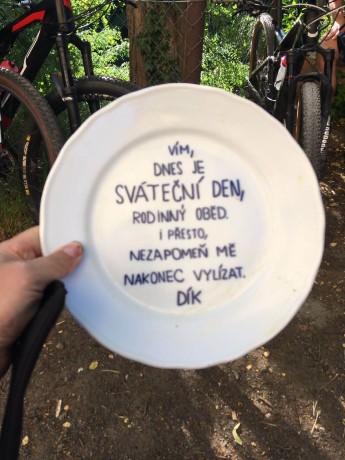 VÍM,
DNES JE
SVÁTEČNÍ DEN,
RODINNÝ OBĚD.
I PŘESTO,
NEZAPOMEŇ MĚ
NAKONEC VYLÍZAT.
DÍK